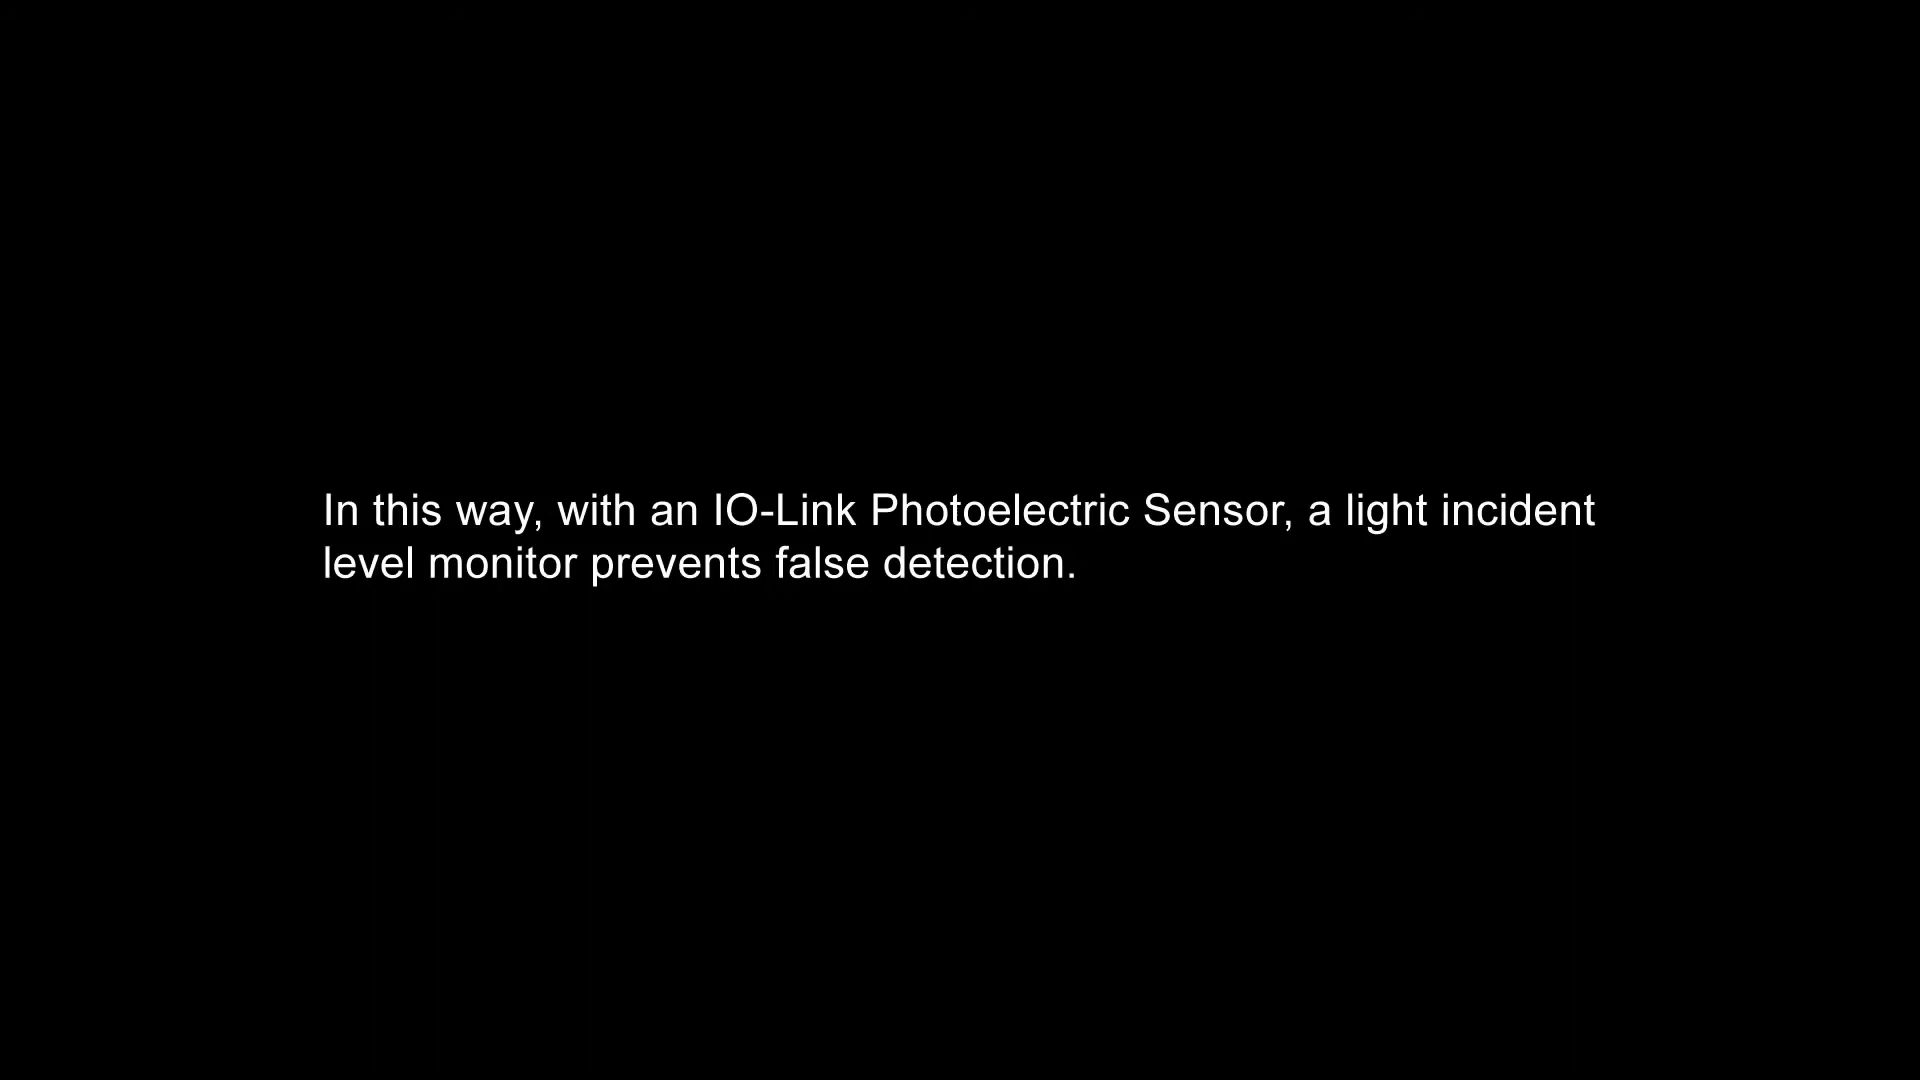 In this way, with an IO-Link Photoelectric Sensor, a light incident
level monitor prevents false detection.